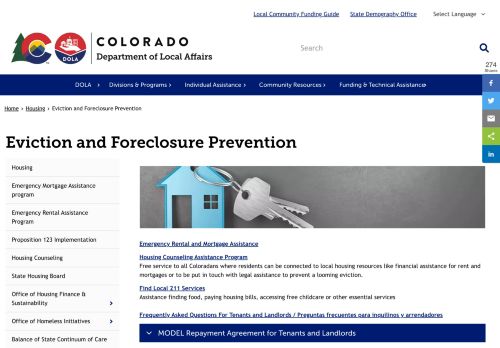 Local Community Funding Guide
State Demography Office
Select Language
COLORADO
Department of Local Affairs
CO
DOLA
Search
274
Shares
DOLA
Divisions & Programs
Individual Assistance
Community Resources
Funding & Technical Assistance
Home › Housing › Eviction and Foreclosure Prevention
Eviction and Foreclosure Prevention
Housing
Emergency Mortgage Assistance
program
Emergency Rental Assistance
Program
Proposition 123 Implementation
Housing Counseling
State Housing Board
Office of Housing Finance &
Sustainability
Office of Homeless Initiatives
Balance of State Continuum of Care
Emergency Rental and Mortgage Assistance
Housing Counseling Assistance Program
Free service to all Coloradans where residents can be connected to local housing resources like financial assistance for rent and
mortgages or to be put in touch with legal assistance to prevent a looming eviction.
Find Local 211 Services
Assistance finding food, paying housing bills, accessing free childcare or other essential services
Frequently Asked Questions For Tenants and Landlords / Preguntas frecuentes para inquilinos y arrendadores
MODEL Repayment Agreement for Tenants and Landlords